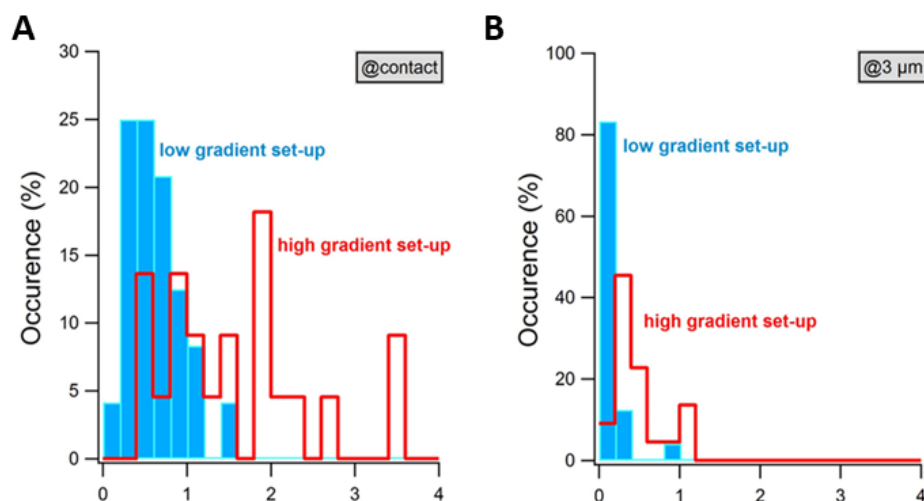 A
B
@contact
@3 µm
low gradient set-up
high gradient set-up
low gradient set-up
high gradient set-up
Occurence (%)
Occurence (%)
30
25
20
15
10
5
0
0 1 2 3 4
100
80
60
40
20
0
0 1 2 3 4